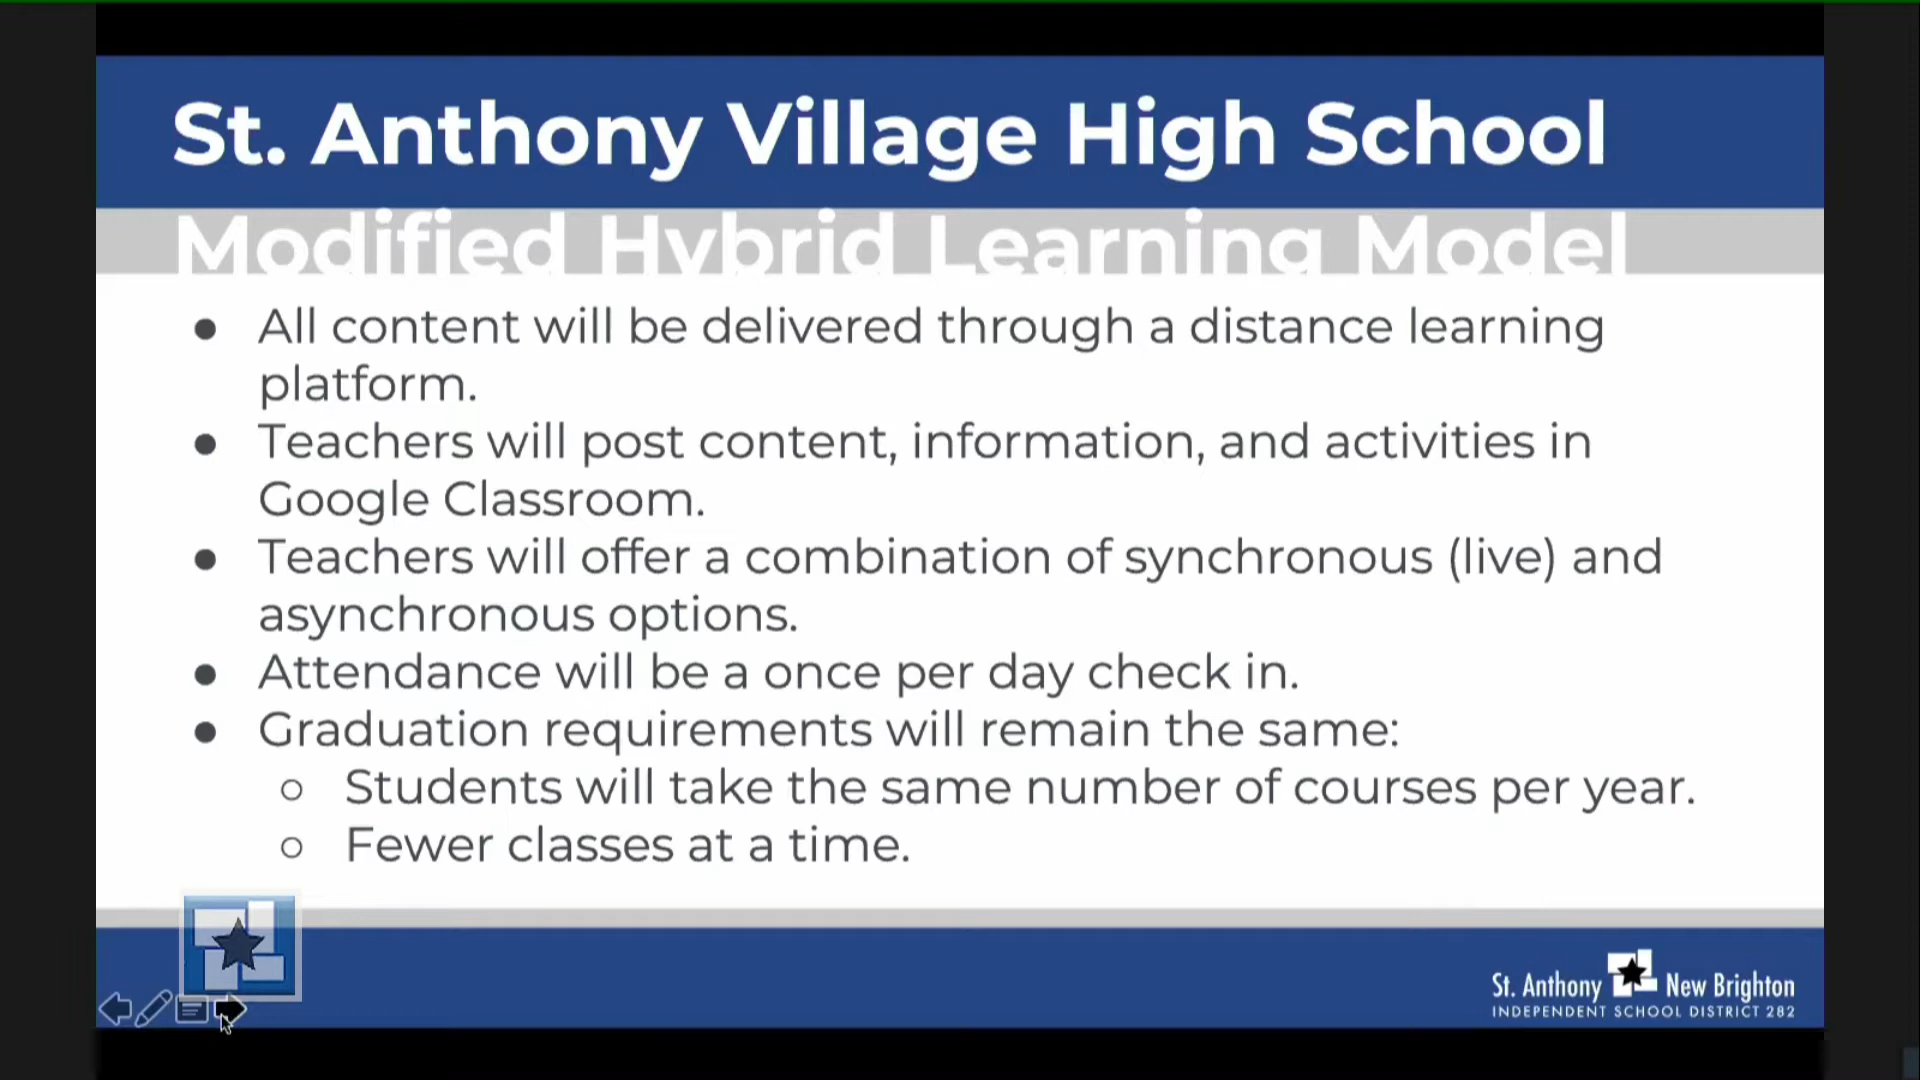 St. Anthony Village High School
Modified Hybrid Learning Model
● All content will be delivered through a distance learning
platform.
● Teachers will post content, information, and activities in
Google Classroom.
● Teachers will offer a combination of synchronous (live) and
asynchronous options.
● Attendance will be a once per day check in.
● Graduation requirements will remain the same:
○ Students will take the same number of courses per year.
○ Fewer classes at a time.
St. Anthony New Brighton
INDEPENDENT SCHOOL DISTRICT 282